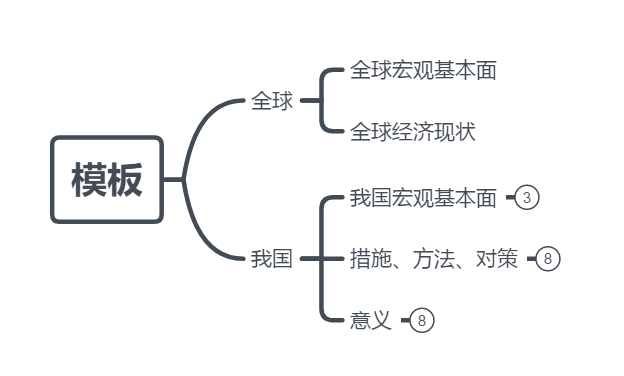 模板
全球
全球宏观基本面
全球经济现状
我国
我国宏观基本面 3
措施、方法、对策 8
意义 8